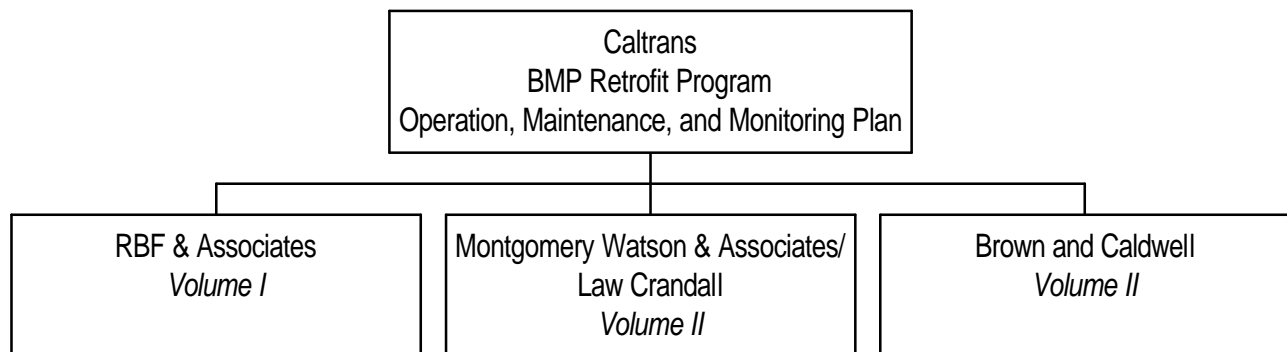 Caltrans
BMP Retrofit Program
Operation, Maintenance, and Monitoring Plan
RBF & Associates
Volume I
Montgomery Watson & Associates/
Law Crandall
Volume II
Brown and Caldwell
Volume II